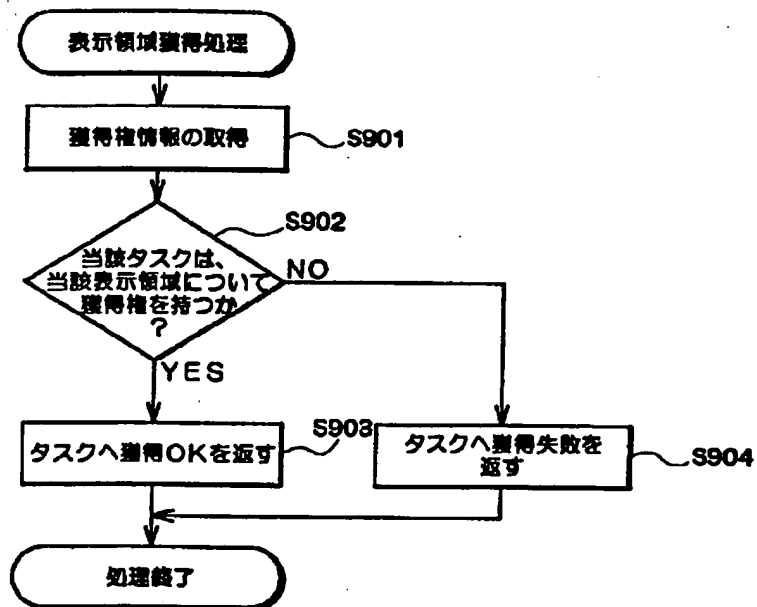 表示領域獲得処理
獲得権情報の取得
S901
S902
当該タスクは、
当該表示領域について
獲得権を持つか
?
NO
YES
タスクへ獲得OKを返す
S903
タスクへ獲得失敗を
返す
S904
処理終了